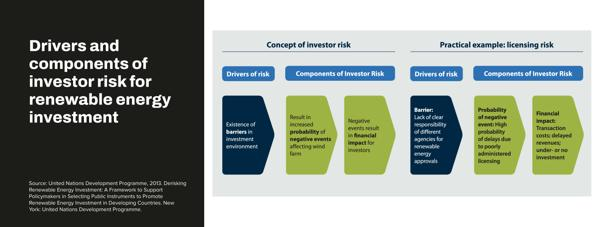 Drivers and
components of
investor risk for
renewable energy
investment
Source: United Nations Development Programme, 2013. Derisking
Renewable Energy Investment: A Framework to Support
Policymakers in Selecting Public Instruments to Promote
Renewable Energy Investment in Developing Countries. New
York: United Nations Development Programme.
Concept of investor risk
Drivers of risk
Components of Investor Risk
Existence of
barriers in
investment
environment
Result in
increased
probability of
negative events
affecting wind
farm
Negative
events result
in financial
impact for
investors
Practical example: licensing risk
Drivers of risk
Components of Investor Risk
Barrier:
Lack of clear
responsibility
of different
agencies for
renewable
energy
approvals
Probability
of negative
event: High
probability
of delays due
to poorly
administered
licensing
Financial
Impact:
Transaction
costs; delayed
revenues;
under- or no
investment